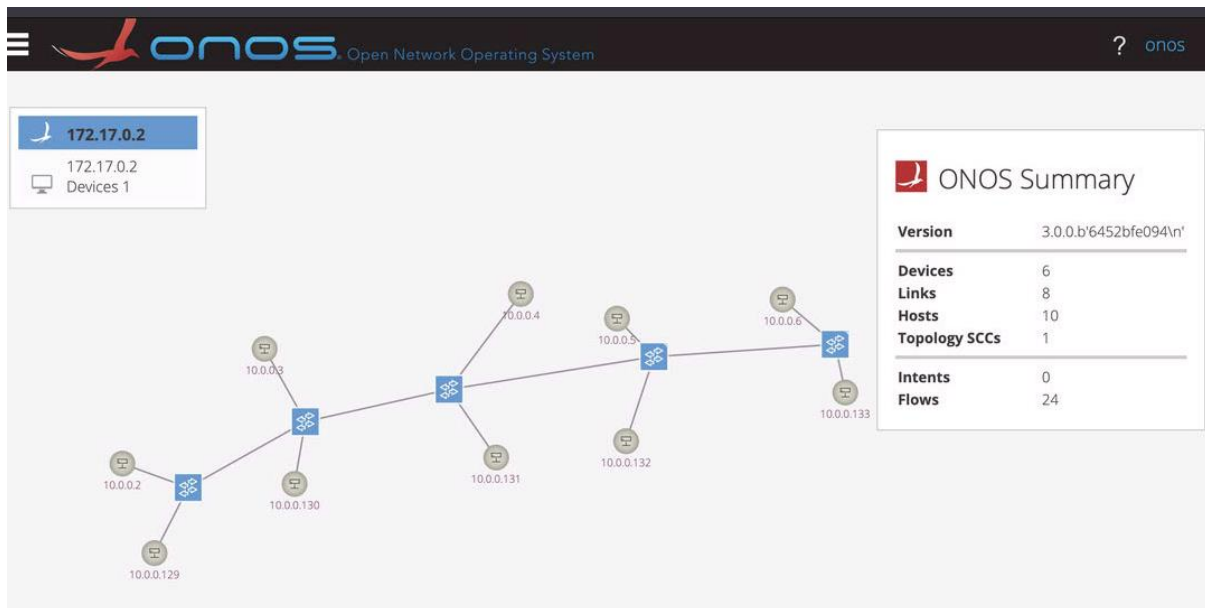 onos. Open Network Operating System
? onos
172.17.0.2
172.17.0.2
Devices 1
ONOS Summary
Version 3.0.0.b'6452bfe094\n'
Devices 6
Links 8
Hosts 10
Topology SCCs 1
Intents 0
Flows 24
10.0.0.4
10.0.0.6
10.0.0.5
10.0.0.3
10.0.0.133
10.0.0.132
10.0.0.131
10.0.0.2
10.0.0.130
10.0.0.129